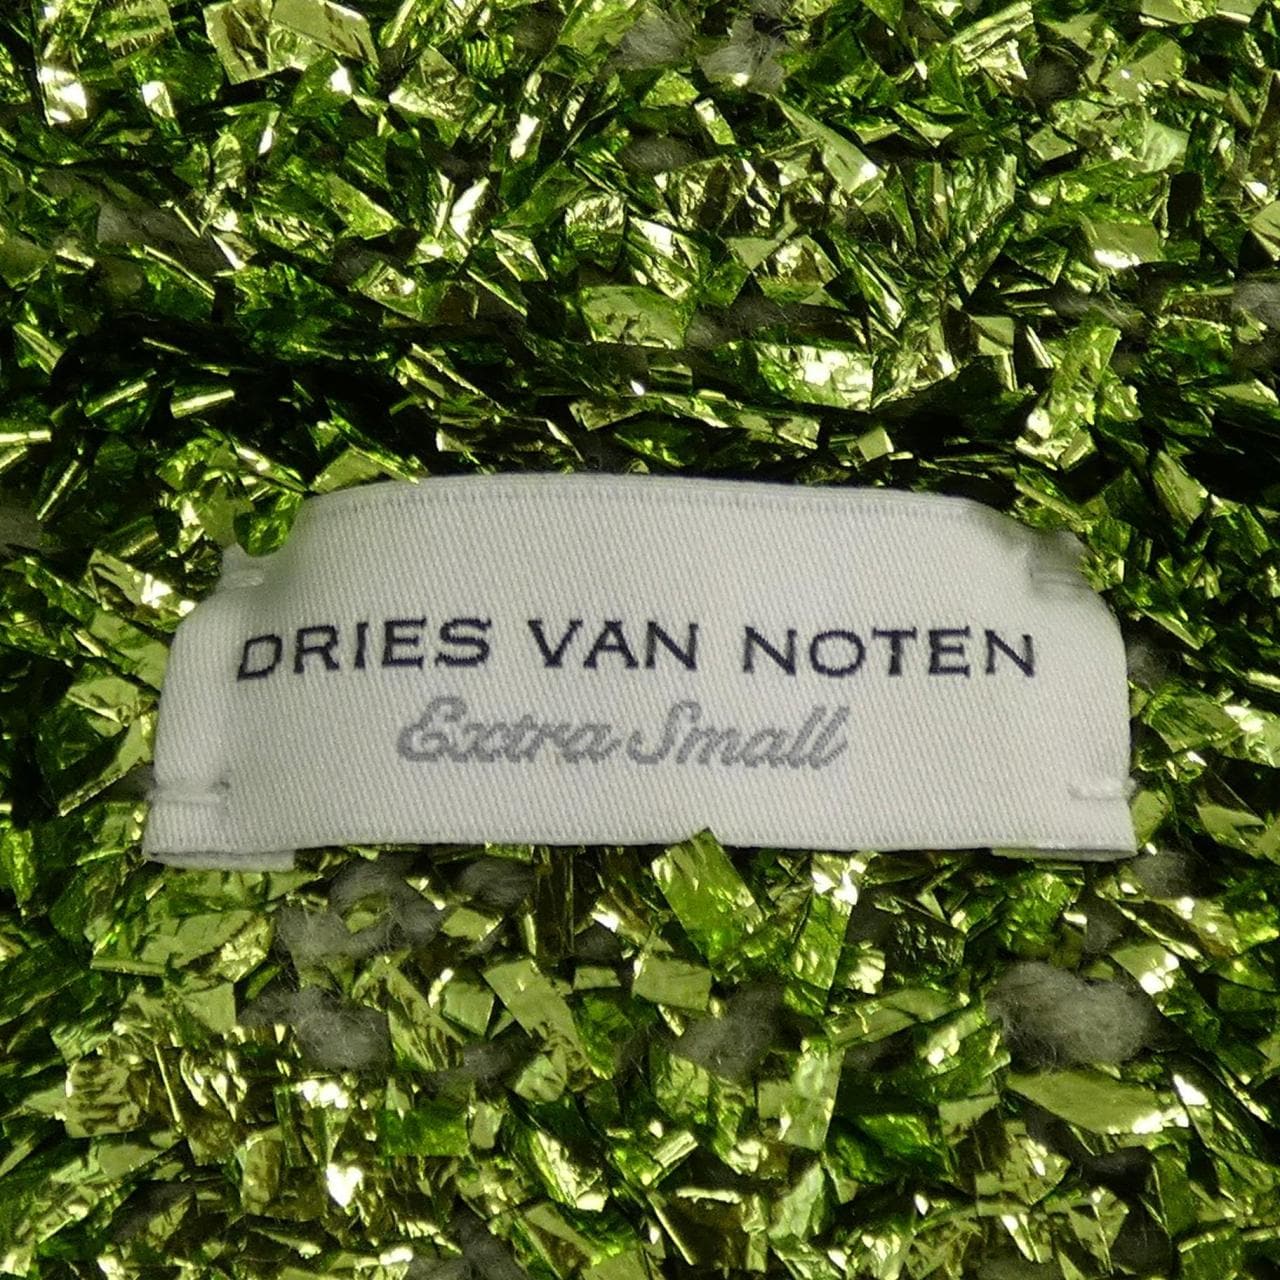 DRIES VAN NOTEN
Extra Small